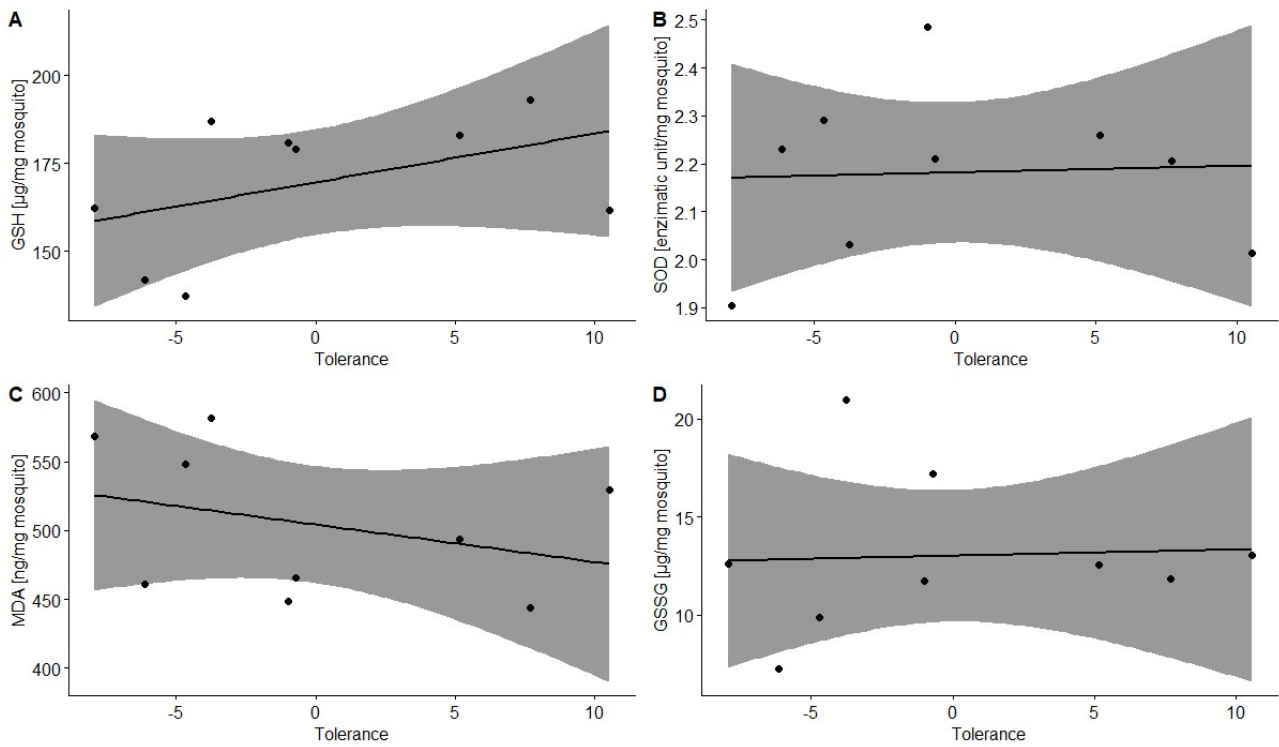 A
GSH [µg/mg mosquito]
200
175
150
-5 0 5 10
Tolerance
B
SOD [enzimatic unit/mg mosquito]
2.5
2.4
2.3
2.2
2.1
2.0
1.9
-5 0 5 10
Tolerance
C
MDA [ng/mg mosquito]
600
550
500
450
400
-5 0 5 10
Tolerance
D
GSSG [µg/mg mosquito]
20
15
10
-5 0 5 10
Tolerance